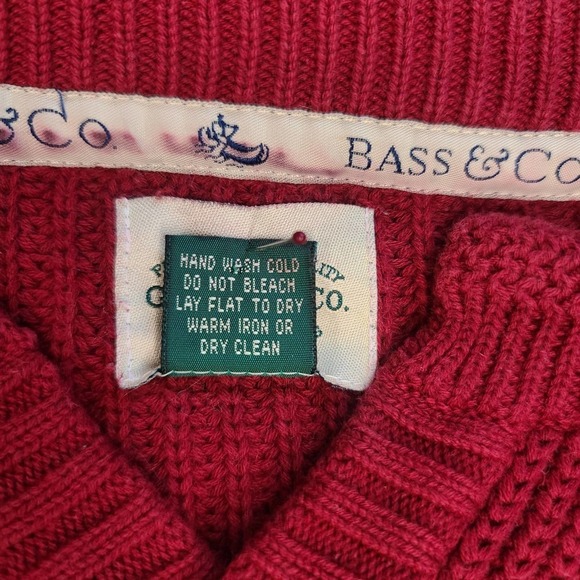 & CO.
BASS & CO
LITY
G
CO.
HAND WASH COLD
DO NOT BLEACH
LAY FLAT TO DRY
WARM IRON OR
DRY CLEAN